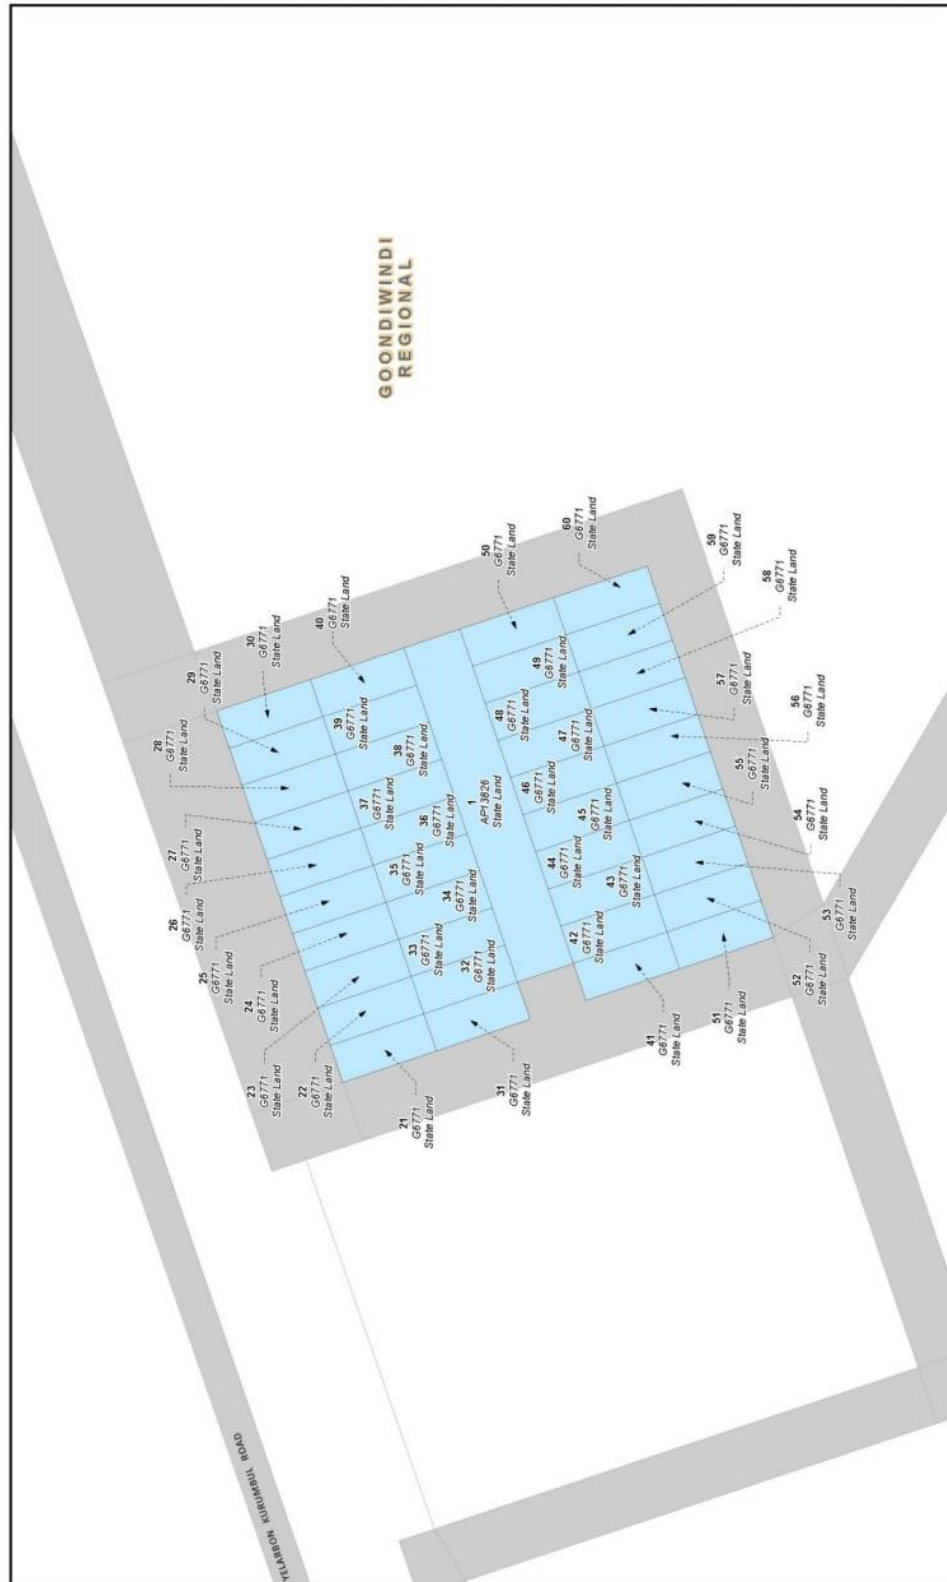 GOONDIWINDI
REGIONAL
YELARBON KURUMBUL ROAD
21
G6771
State Land
22
G6771
State Land
23
G6771
State Land
24
G6771
State Land
25
G6771
State Land
26
G6771
State Land
27
G6771
State Land
28
G6771
State Land
29
G6771
State Land
30
G6771
State Land
31
G6771
State Land
32
G6771
State Land
33
G6771
State Land
34
G6771
State Land
35
G6771
State Land
36
G6771
State Land
37
G6771
State Land
38
G6771
State Land
39
G6771
State Land
40
G6771
State Land
1
AP13826
State Land
41
G6771
State Land
42
G6771
State Land
43
G6771
State Land
44
G6771
State Land
45
G6771
State Land
46
G6771
State Land
47
G6771
State Land
48
G6771
State Land
49
G6771
State Land
50
G6771
State Land
51
G6771
State Land
52
G6771
State Land
53
G6771
State Land
54
G6771
State Land
55
G6771
State Land
56
G6771
State Land
57
G6771
State Land
58
G6771
State Land
59
G6771
State Land
60
G6771
State Land